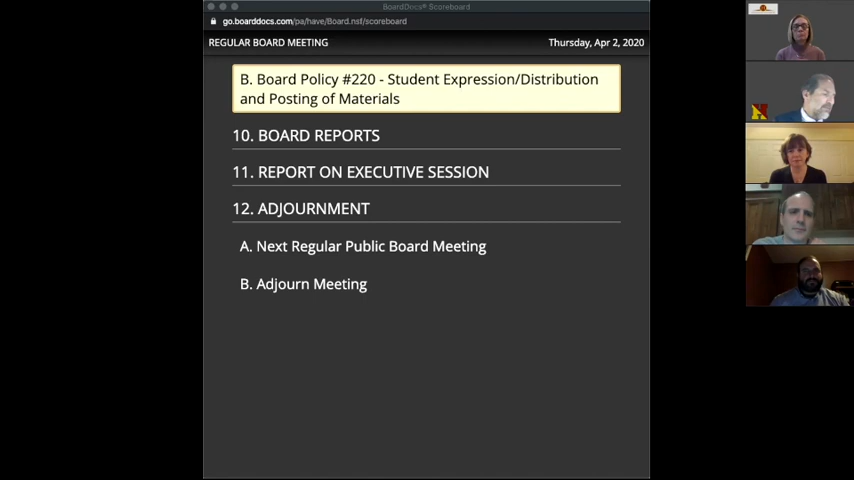 BoardDocs® Scoreboard
go.boarddocs.com/pa/have/Board.nsf/scoreboard
REGULAR BOARD MEETING
Thursday, Apr 2, 2020
B. Board Policy #220 - Student Expression/Distribution
and Posting of Materials
10. BOARD REPORTS
11. REPORT ON EXECUTIVE SESSION
12. ADJOURNMENT
A. Next Regular Public Board Meeting
B. Adjourn Meeting
H